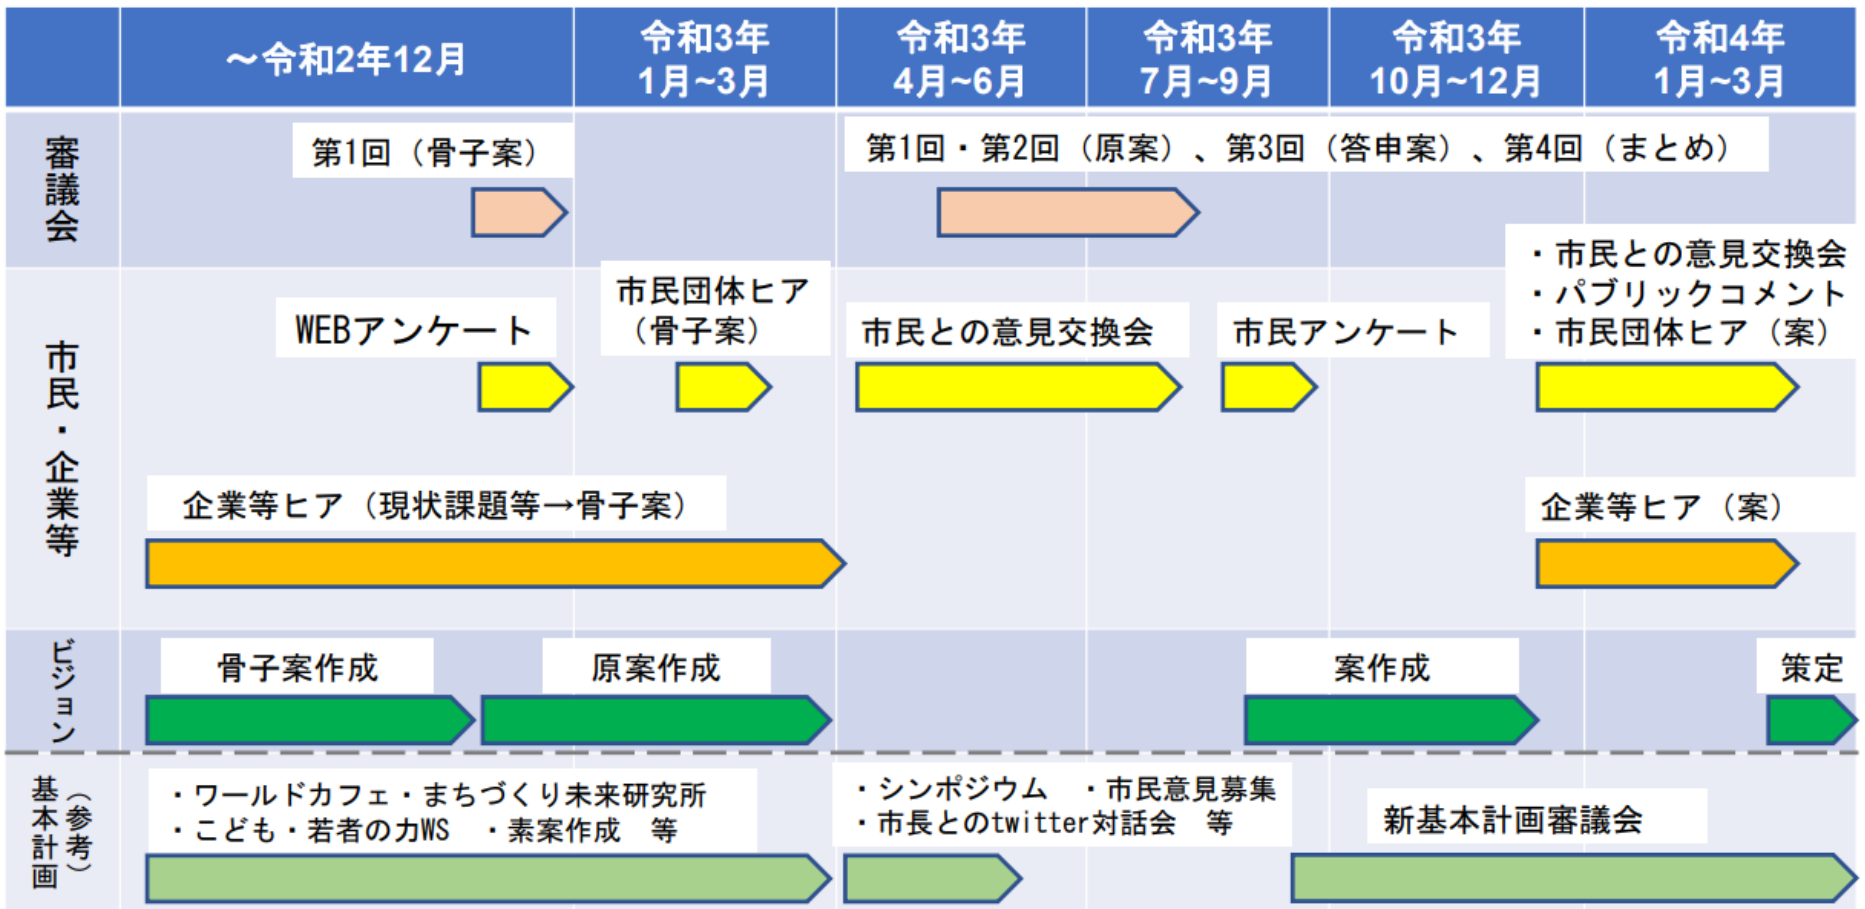 ～令和2年12月
令和3年
1月~3月
令和3年
4月~6月
令和3年
7月~9月
令和3年
10月~12月
令和4年
1月~3月
審議会
第1回（骨子案）
第1回・第2回（原案）、第3回（答申案）、第4回（まとめ）
市民・企業等
WEBアンケート
市民団体ヒア
（骨子案）
市民との意見交換会
市民アンケート
・市民との意見交換会
・パブリックコメント
・市民団体ヒア（案）
企業等ヒア（現状課題等→骨子案）
企業等ヒア（案）
ビジョン
骨子案作成
原案作成
案作成
策定
（参考）
基本計画
・ワールドカフェ・まちづくり未来研究所
・こども・若者の力WS　・素案作成　等
・シンポジウム　・市民意見募集
・市長とのtwitter対話会　等
新基本計画審議会